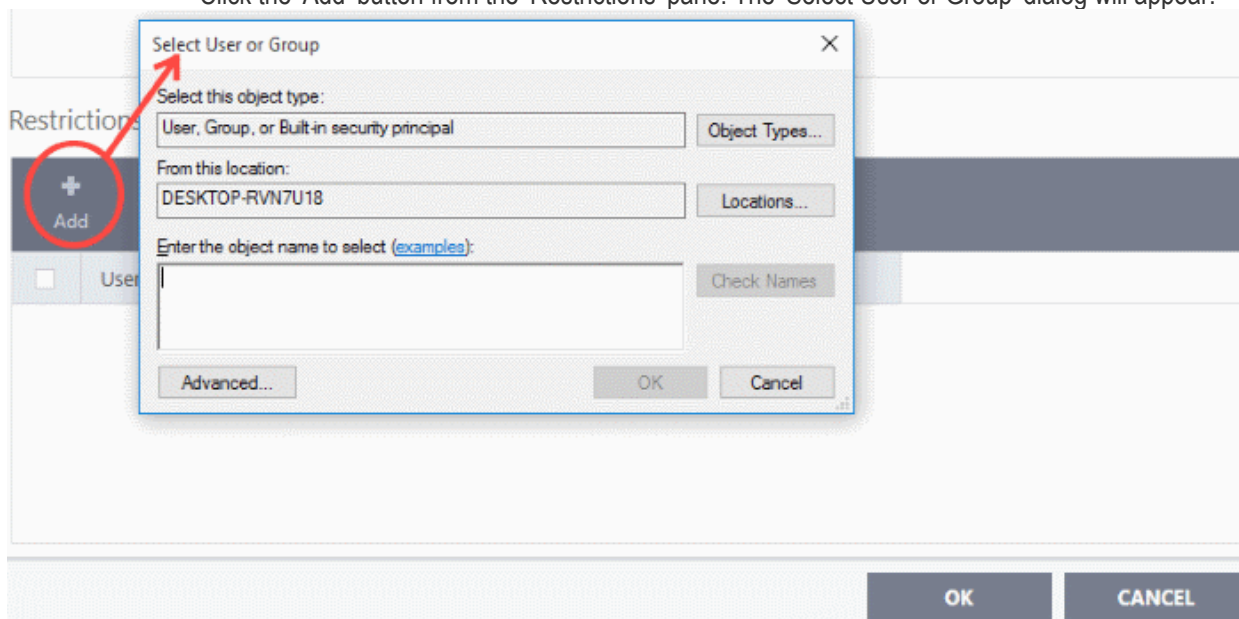 Click the 'Add' button from the 'Restrictions' pane. The 'Select User or Group' dialog will appear.
Select User or Group
Select this object type:
Restrictions
User, Group, or Built-in security principal
Object Types...
From this location:
DESKTOP-RVN7U18
Locations...
Add
Enter the object name to select (examples):
User
Check Names
Advanced...
OK
Cancel
OK
CANCEL